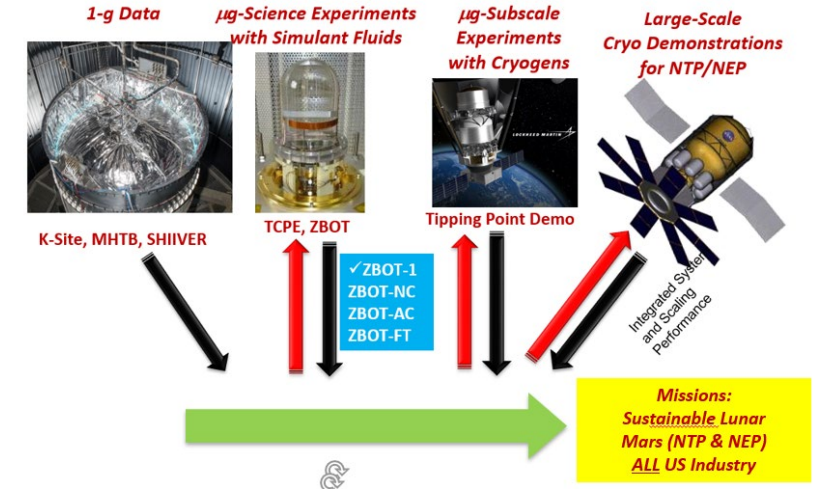 1-g Data
µg-Science Experiments
with Simulant Fluids
µg-Subscale
Experiments
with Cryogens
Large-Scale
Cryo Demonstrations
for NTP/NEP
LOCKHEED MARTIN
K-Site, MHTB, SHIIVER
TCPE, ZBOT
Tipping Point Demo
✓ZBOT-1
ZBOT-NC
ZBOT-AC
ZBOT-FT
Integrated System
and Scaling
Performance
Missions:
Sustainable Lunar
Mars (NTP & NEP)
ALL US Industry